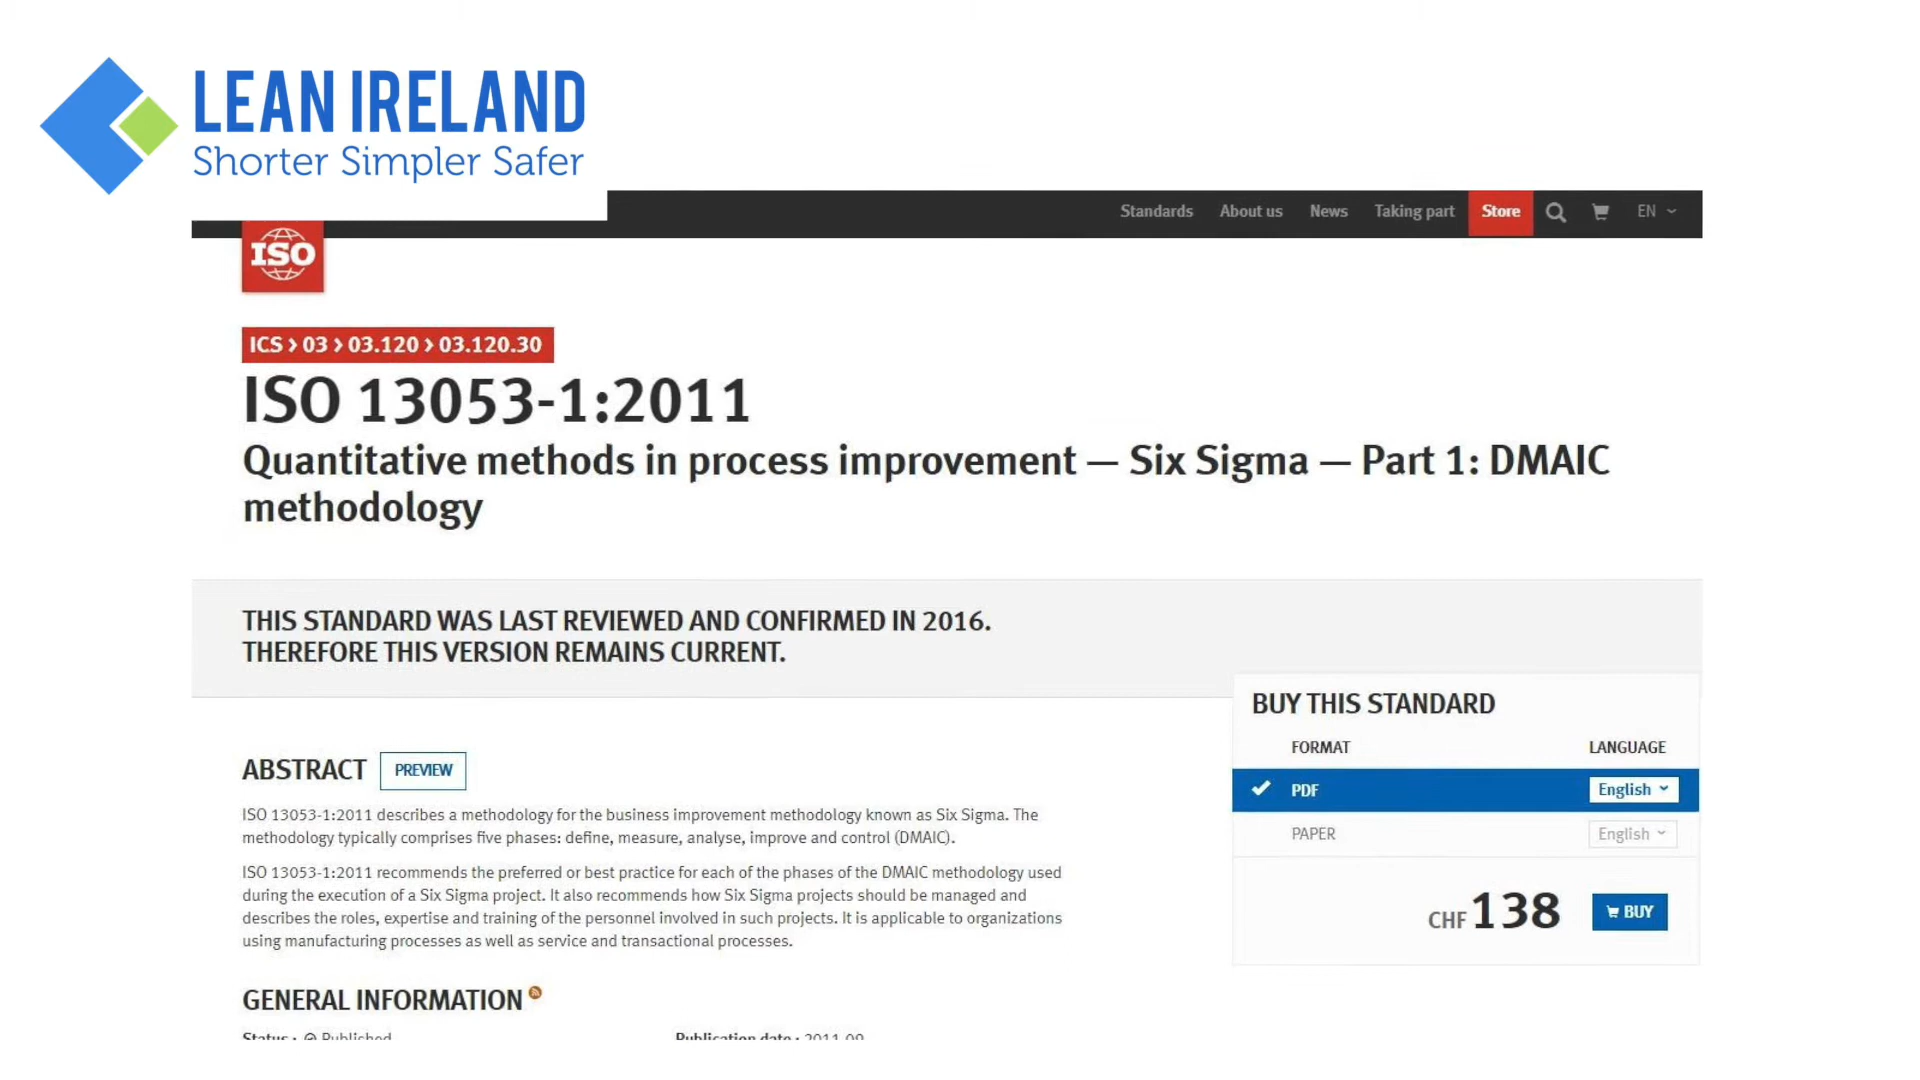 LEAN IRELAND
Shorter Simpler Safer
Standards About us News Taking part Store EN
ISO
ICS › 03 › 03.120 › 03.120.30
ISO 13053-1:2011
Quantitative methods in process improvement — Six Sigma — Part 1: DMAIC
methodology
THIS STANDARD WAS LAST REVIEWED AND CONFIRMED IN 2016.
THEREFORE THIS VERSION REMAINS CURRENT.
ABSTRACT PREVIEW
ISO 13053-1:2011 describes a methodology for the business improvement methodology known as Six Sigma. The
methodology typically comprises five phases: define, measure, analyse, improve and control (DMAIC).
ISO 13053-1:2011 recommends the preferred or best practice for each of the phases of the DMAIC methodology used
during the execution of a Six Sigma project. It also recommends how Six Sigma projects should be managed and
describes the roles, expertise and training of the personnel involved in such projects. It is applicable to organizations
using manufacturing processes as well as service and transactional processes.
BUY THIS STANDARD
FORMAT LANGUAGE
PDF English
PAPER English
CHF 138 BUY
GENERAL INFORMATION
Status : Published Publication date : 2011-09